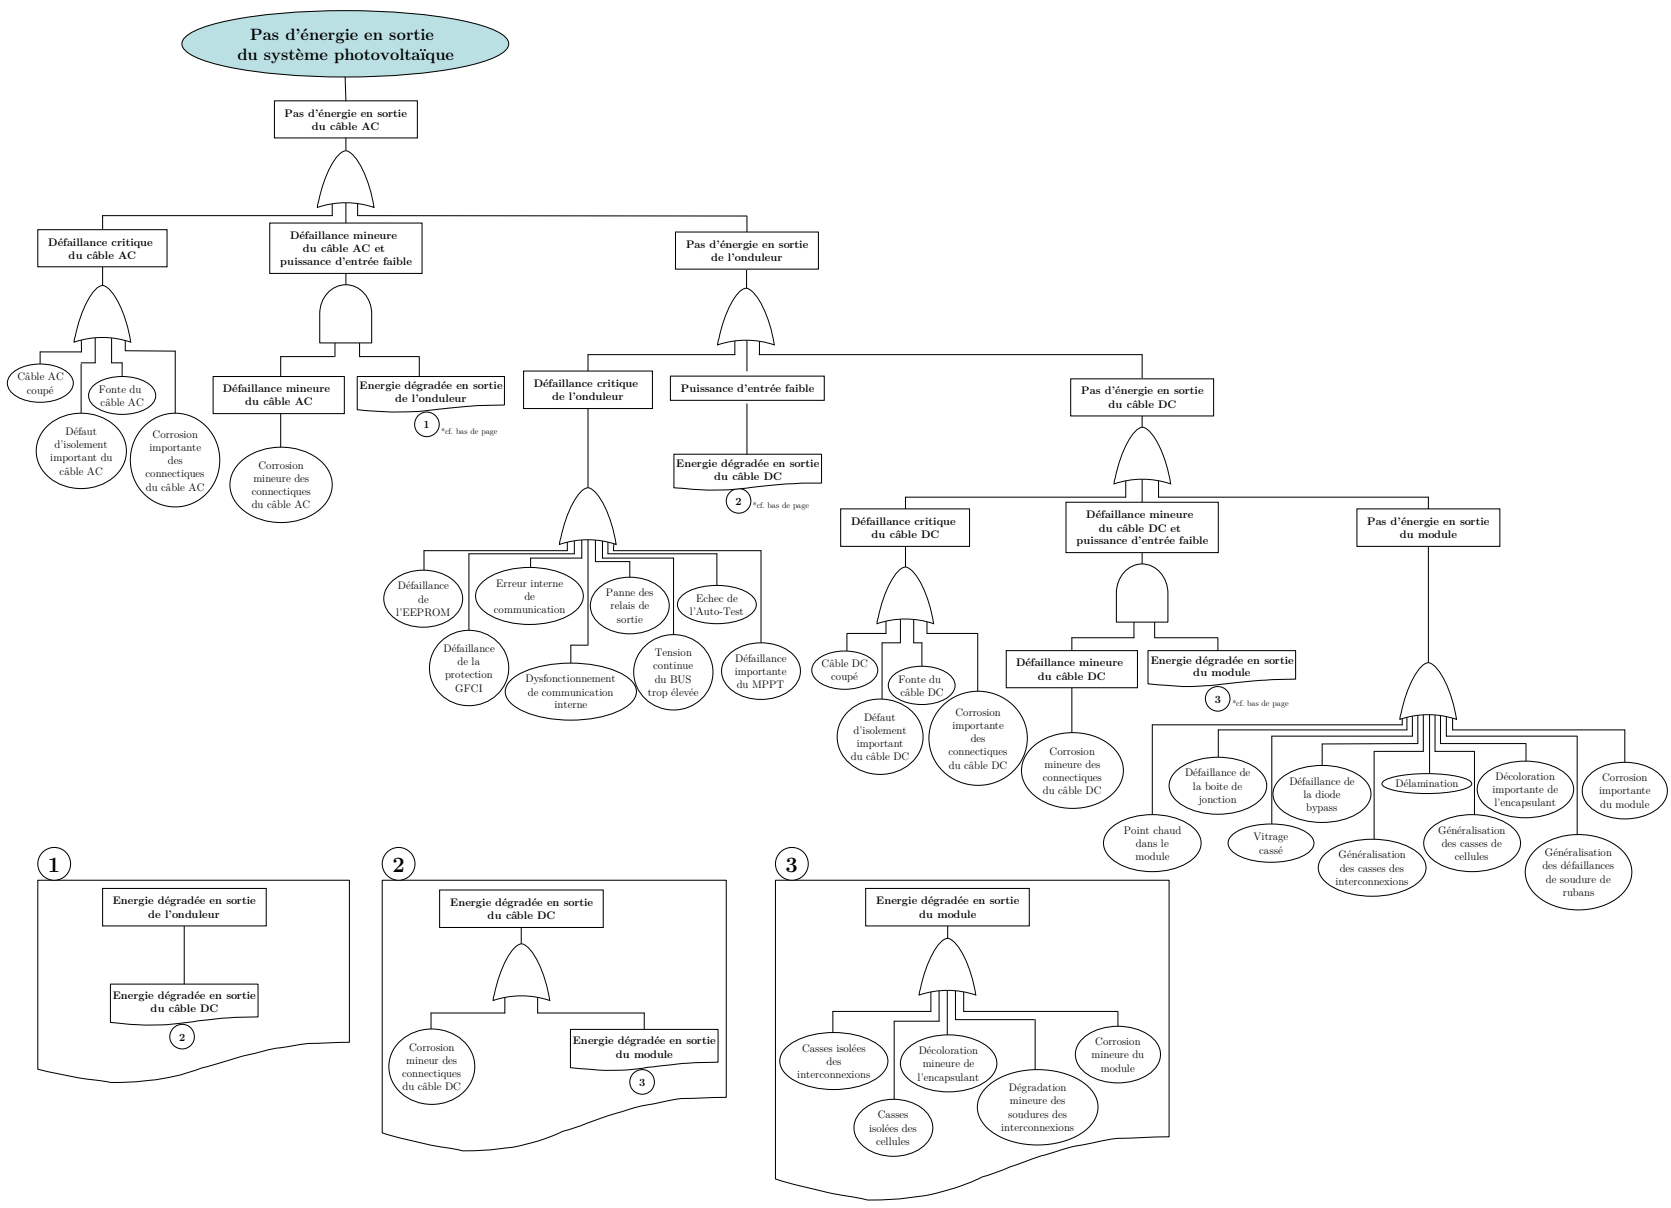 Pas d'énergie en sortie
du système photovoltaïque
Pas d'énergie en sortie
du câble AC
Défaillance critique
du câble AC
Défaillance mineure
du câble AC et
puissance d'entrée faible
Pas d'énergie en sortie
de l'onduleur
Câble AC
coupé
Fonte du
câble AC
Défaut
d'isolement
important du
câble AC
Corrosion
importante
des
connectiques
du câble AC
Défaillance mineure
du câble AC
Energie dégradée en sortie
de l'onduleur
1
*cf. bas de page
Corrosion
mineure des
connectiques
du câble AC
Défaillance critique
de l'onduleur
Puissance d'entrée faible
Pas d'énergie en sortie
du câble DC
Energie dégradée en sortie
du câble DC
2
*cf. bas de page
Défaillance
de
l'EEPROM
Erreur interne
de
communication
Panne des
relais de
sortie
Echec de
l'Auto-Test
Défaillance
de la
protection
GFCI
Dysfonctionnement
de communication
interne
Tension
continue
du BUS
trop élevée
Défaillance
importante
du MPPT
Défaillance critique
du câble DC
Défaillance mineure
du câble DC et
puissance d'entrée faible
Pas d'énergie en sortie
du module
Câble DC
coupé
Fonte du
câble DC
Défaut
d'isolement
important
du câble DC
Corrosion
importante
des
connectiques
du câble DC
Défaillance mineure
du câble DC
Energie dégradée en sortie
du module
3
*cf. bas de page
Corrosion
mineure des
connectiques
du câble DC
Point chaud
dans le
module
Défaillance de
la boite de
jonction
Vitrage
cassé
Défaillance de
la diode
bypass
Généralisation
des casses des
interconnexions
Délamination
Généralisation
des casses de
cellules
Décoloration
importante de
l'encapsulant
Généralisation
des défaillances
de soudure de
rubans
Corrosion
importante
du module
1
Energie dégradée en sortie
de l'onduleur
Energie dégradée en sortie
du câble DC
2
2
Energie dégradée en sortie
du câble DC
Corrosion
mineur des
connectiques
du câble DC
Energie dégradée en sortie
du module
3
3
Energie dégradée en sortie
du module
Casses isolées
des
interconnexions
Casses
isolées des
cellules
Décoloration
mineure de
l'encapsulant
Dégradation
mineure des
soudures des
interconnexions
Corrosion
mineure du
module